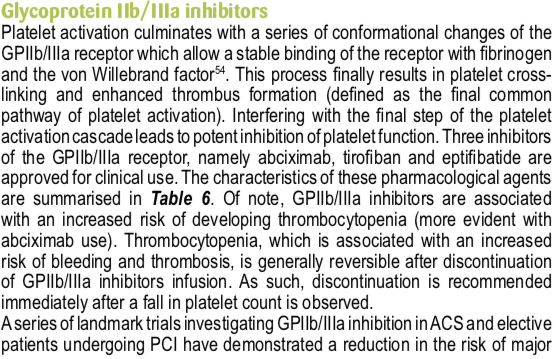 Glycoprotein IIb/IIIa inhibitors
Platelet activation culminates with a series of conformational changes of the
GPIIb/IIIa receptor which allow a stable binding of the receptor with fibrinogen
and the von Willebrand factor54. This process finally results in platelet cross-
linking and enhanced thrombus formation (defined as the final common
pathway of platelet activation). Interfering with the final step of the platelet
activation cascade leads to potent inhibition of platelet function. Three inhibitors
of the GPIIb/IIIa receptor, namely abciximab, tirofiban and eptifibatide are
approved for clinical use. The characteristics of these pharmacological agents
are summarised in Table 6. Of note, GPIIb/IIIa inhibitors are associated
with an increased risk of developing thrombocytopenia (more evident with
abciximab use). Thrombocytopenia, which is associated with an increased
risk of bleeding and thrombosis, is generally reversible after discontinuation
of GPIIb/IIIa inhibitors infusion. As such, discontinuation is recommended
immediately after a fall in platelet count is observed.
A series of landmark trials investigating GPIIb/IIIa inhibition in ACS and elective
patients undergoing PCI have demonstrated a reduction in the risk of major